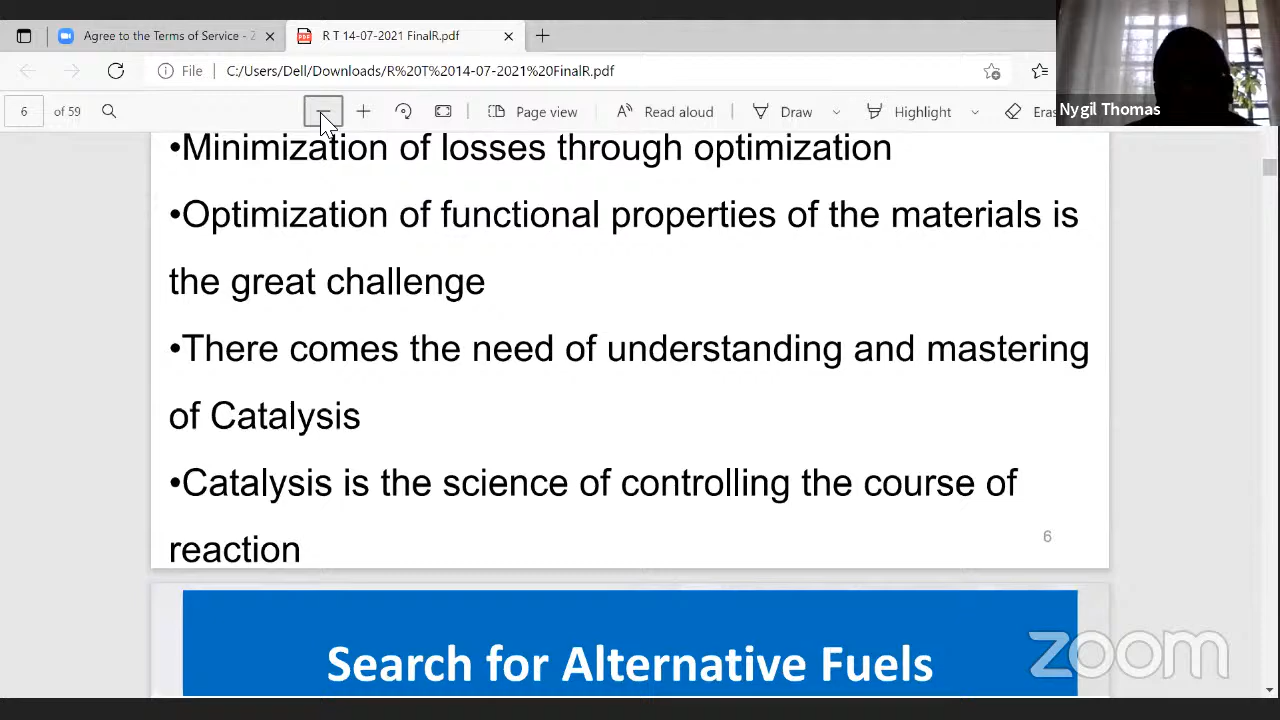 Agree to the Terms of Service - Z
R T 14-07-2021 FinalR.pdf
File
C:/Users/Dell/Downloads/R%20T%2014-07-2021%20FinalR.pdf
6 of 59
Page view
Read aloud
Draw
Highlight
Eras
Nygil Thomas
•Minimization of losses through optimization
•Optimization of functional properties of the materials is
the great challenge
•There comes the need of understanding and mastering
of Catalysis
•Catalysis is the science of controlling the course of
reaction
6
Search for Alternative Fuels
zoom